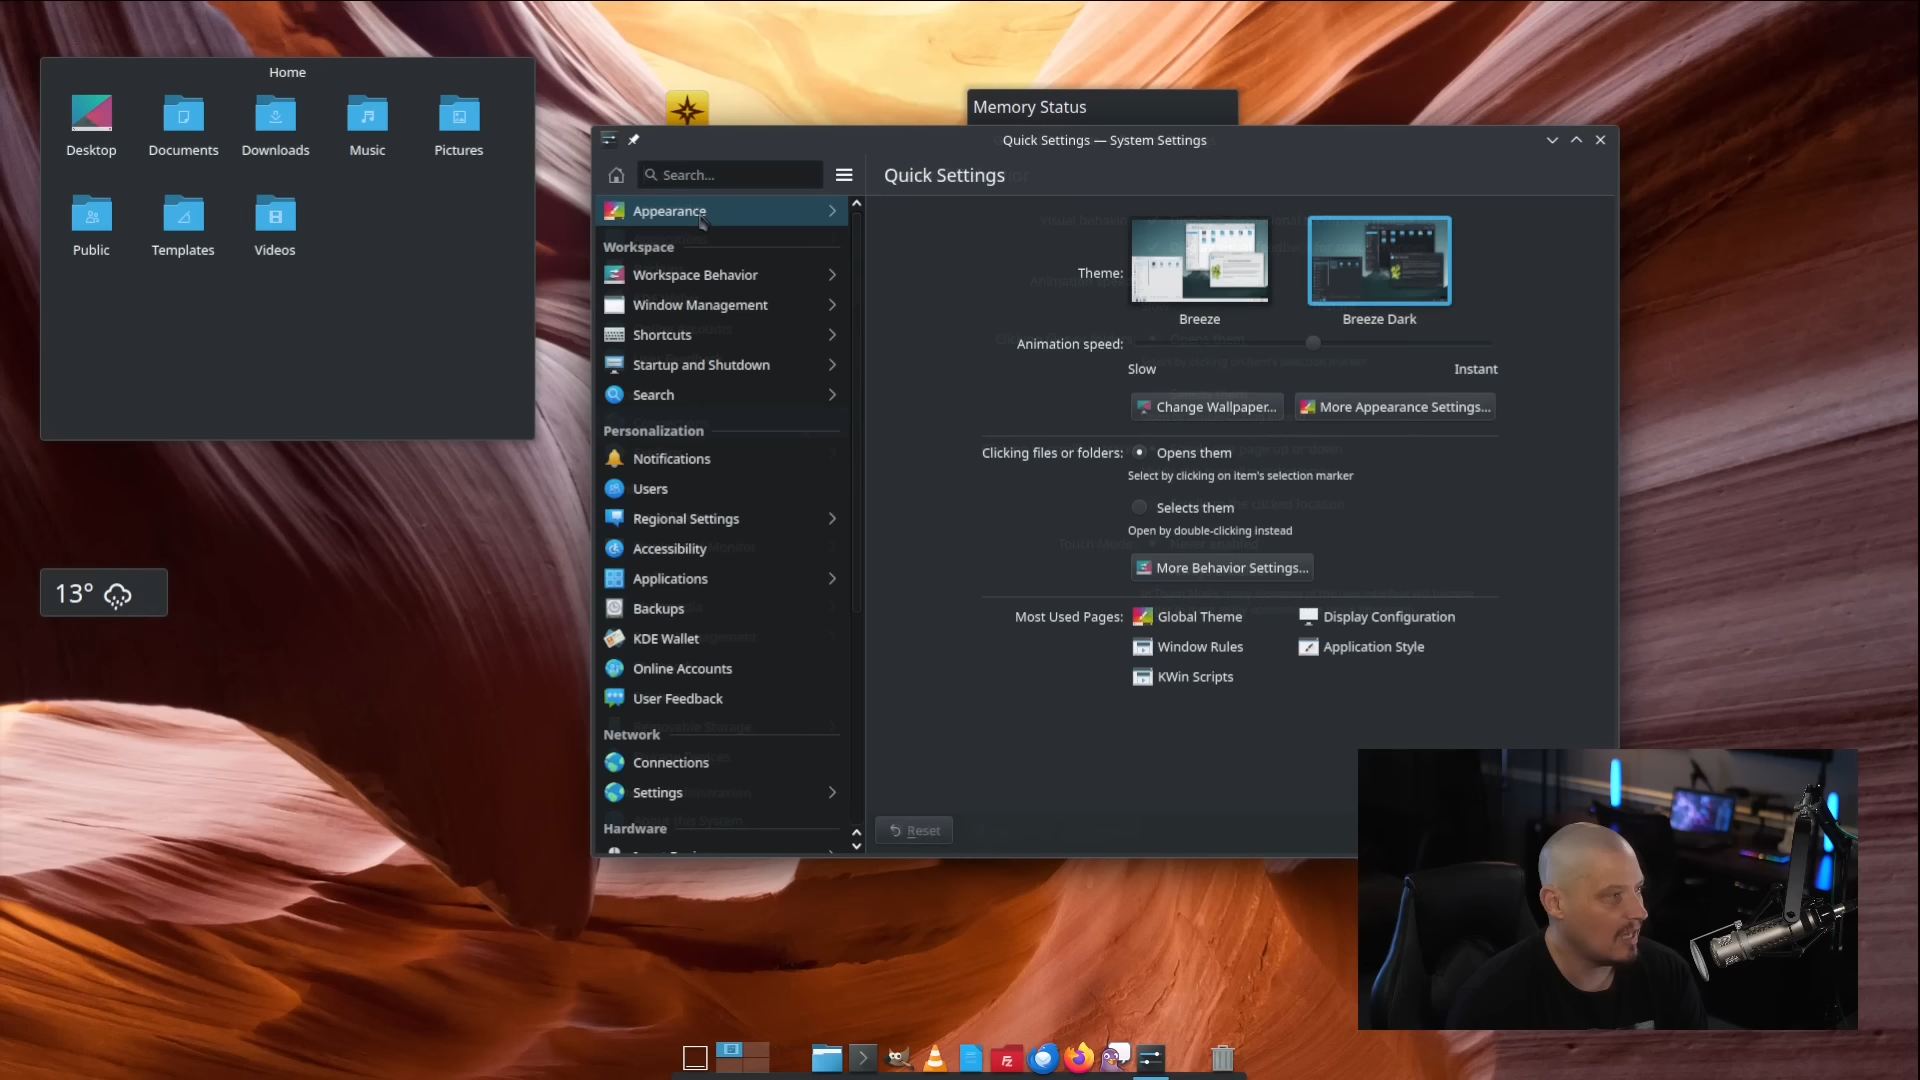 Home
Desktop
Documents
Downloads
Music
Pictures
Public
Templates
Videos
13°
Memory Status
Quick Settings — System Settings
Search...
Quick Settings
Appearance
Workspace
Workspace Behavior
Window Management
Shortcuts
Startup and Shutdown
Search
Personalization
Notifications
Users
Regional Settings
Accessibility
Applications
Backups
KDE Wallet
Online Accounts
User Feedback
Network
Connections
Settings
Hardware
Theme:
Breeze
Breeze Dark
Animation speed:
Slow
Instant
Change Wallpaper...
More Appearance Settings...
Clicking files or folders:
Opens them
Select by clicking on item's selection marker
Selects them
Open by double-clicking instead
More Behavior Settings...
Most Used Pages:
Global Theme
Display Configuration
Window Rules
Application Style
KWin Scripts
Reset
FZ